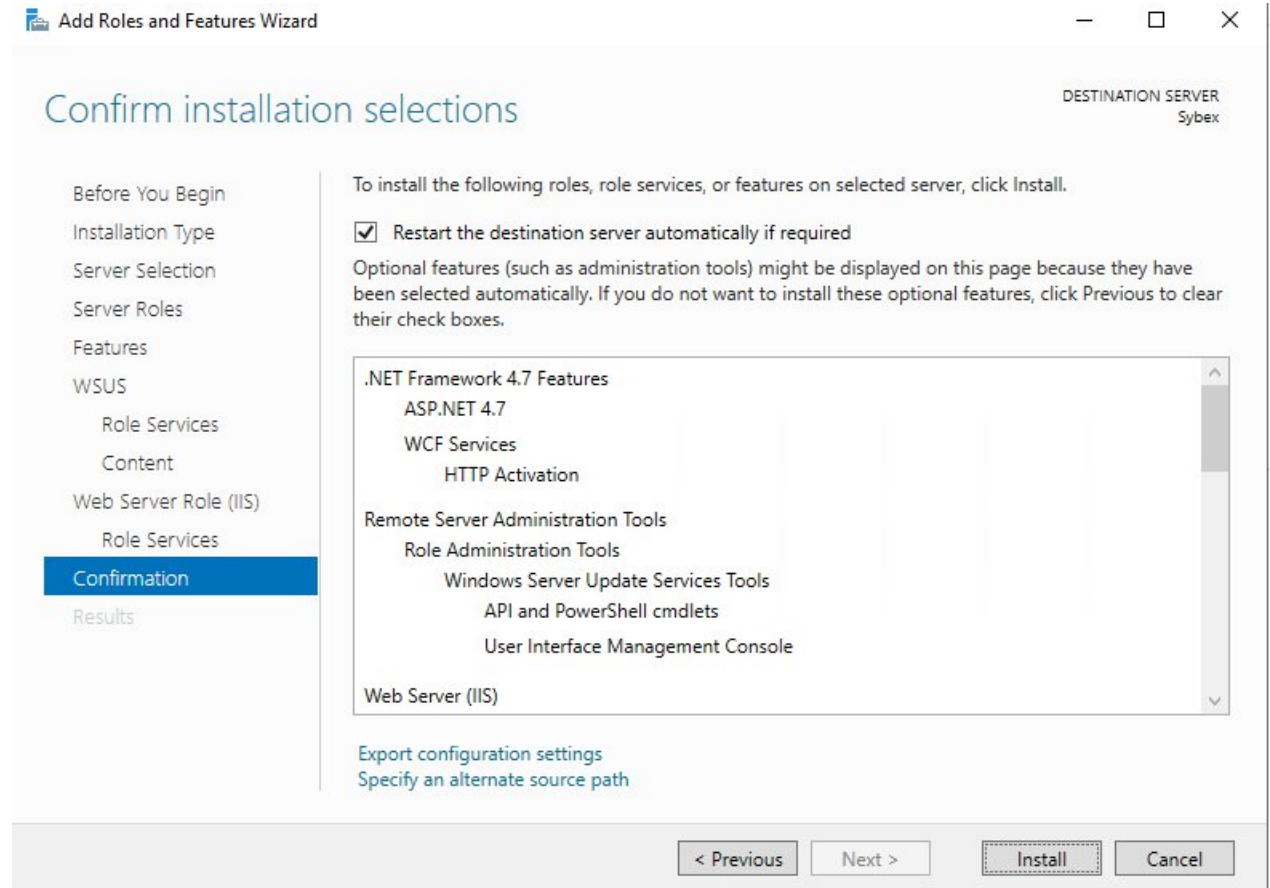 Add Roles and Features Wizard
Confirm installation selections
DESTINATION SERVER
Sybex
Before You Begin
Installation Type
Server Selection
Server Roles
Features
WSUS
Role Services
Content
Web Server Role (IIS)
Role Services
Confirmation
Results
To install the following roles, role services, or features on selected server, click Install.
Restart the destination server automatically if required
Optional features (such as administration tools) might be displayed on this page because they have
been selected automatically. If you do not want to install these optional features, click Previous to clear
their check boxes.
.NET Framework 4.7 Features
ASP.NET 4.7
WCF Services
HTTP Activation
Remote Server Administration Tools
Role Administration Tools
Windows Server Update Services Tools
API and PowerShell cmdlets
User Interface Management Console
Web Server (IIS)
Export configuration settings
Specify an alternate source path
< Previous
Next >
Install
Cancel